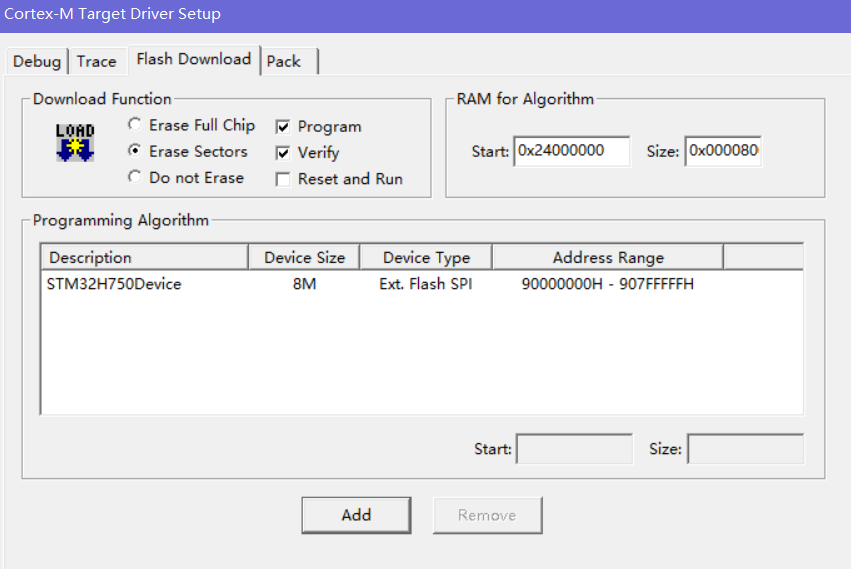 Cortex-M Target Driver Setup
Debug Trace Flash Download Pack
Download Function
LOAD
Erase Full Chip
Erase Sectors
Do not Erase
Program
Verify
Reset and Run
RAM for Algorithm
Start: 0x24000000 Size: 0x000080
Programming Algorithm
Description Device Size Device Type Address Range
STM32H750Device 8M Ext. Flash SPI 90000000H - 907FFFFFH
Start: Size:
Add Remove